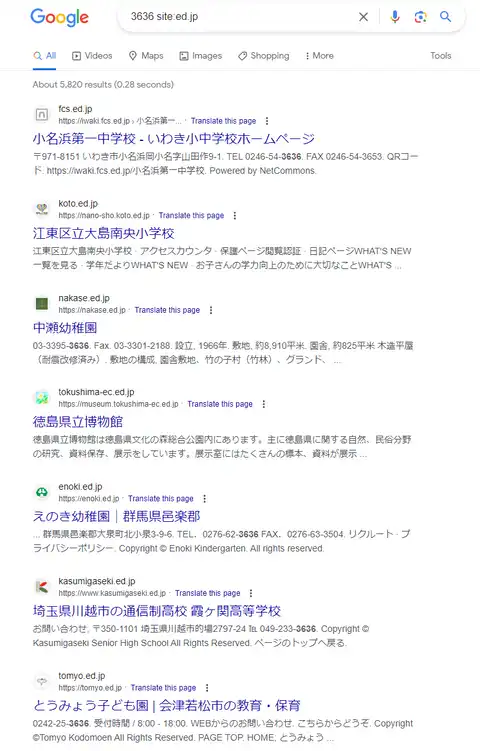 Google
3636 site:ed.jp
All
Videos
Maps
Images
Shopping
More
Tools
About 5,820 results (0.28 seconds)
fcs.ed.jp
https://iwaki.fcs.ed.jp › 小名浜第一... · Translate this page
小名浜第一中学校 - いわき小中学校ホームページ
〒971-8151 いわき市小名浜岡小名字山田作9-1. TEL 0246-54-3636. FAX 0246-54-3653. QRコー
ド. https://iwaki.fcs.ed.jp/小名浜第一中学校. Powered by NetCommons.
koto.ed.jp
https://nano-sho.koto.ed.jp · Translate this page
江東区立大島南央小学校
江東区立大島南央小学校 · アクセスカウンタ · 保護ページ閲覧認証 · 日記ページWHAT'S NEW
一覧を見る · 学年だよりWHAT'S NEW · お子さんの学力向上のために大切なことWHAT'S ...
nakase.ed.jp
https://nakase.ed.jp · Translate this page
中瀬幼稚園
03-3395-3636. Fax. 03-3301-2188. 設立, 1966年. 敷地, 約8,910平米. 園舎, 約825平米 木造平屋
（耐震改修済み）. 敷地の構成, 園舎敷地、竹の子村（竹林）、グランド、 ...
tokushima-ec.ed.jp
https://museum.tokushima-ec.ed.jp · Translate this page
徳島県立博物館
徳島県立博物館は徳島県文化の森総合公園内にあります。主に徳島県に関する自然、民俗分野
の研究、資料保存、展示をしています。展示室にはたくさんの標本、資料が展示 ...
enoki.ed.jp
https://enoki.ed.jp · Translate this page
えのき幼稚園｜群馬県邑楽郡
... 群馬県邑楽郡大泉町北小泉3-9-6. TEL．0276-62-3636 FAX．0276-63-3504. リクルート · プ
ライバシーポリシー. Copyright © Enoki Kindergarten. All rights reserved.
kasumigaseki.ed.jp
https://www.kasumigaseki.ed.jp · Translate this page
埼玉県川越市の通信制高校 霞ヶ関高等学校
お問い合わせ, 〒350-1101 埼玉県川越市的場2797-24 ℡ 049-233-3636. Copyright ©
Kasumigaseki Senior High School All Rights Reserved. ページのトップへ戻る.
tomyo.ed.jp
https://tomyo.ed.jp · Translate this page
とうみょう子ども園 | 会津若松市の教育・保育
0242-25-3636. 受付時間 / 8:00 - 18:00. WEBからのお問い合わせ. こちらからどうぞ. Copyright
©Tomyo Kodomoen All Rights Reserved. PAGE TOP. HOME; とうみょう ...